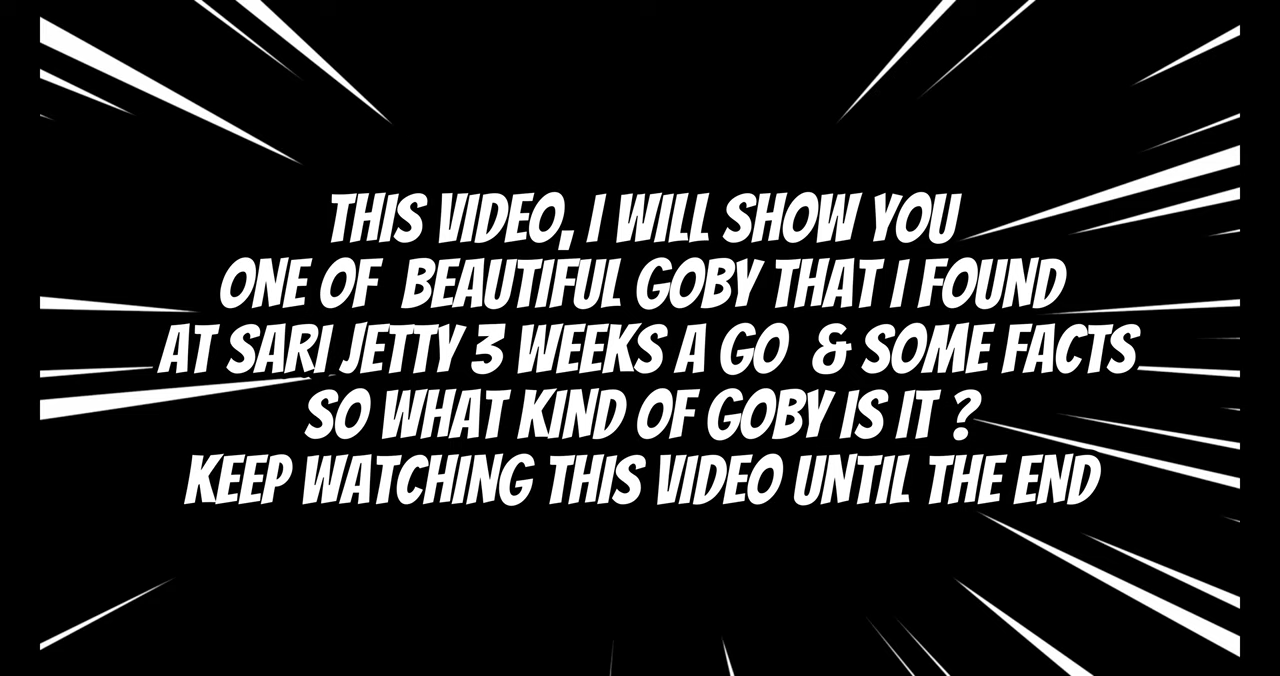 THIS VIDEO, I WILL SHOW YOU
ONE OF BEAUTIFUL GOBY THAT I FOUND
AT SARI JETTY 3 WEEKS A GO & SOME FACTS
SO WHAT KIND OF GOBY IS IT ?
KEEP WATCHING THIS VIDEO UNTIL THE END